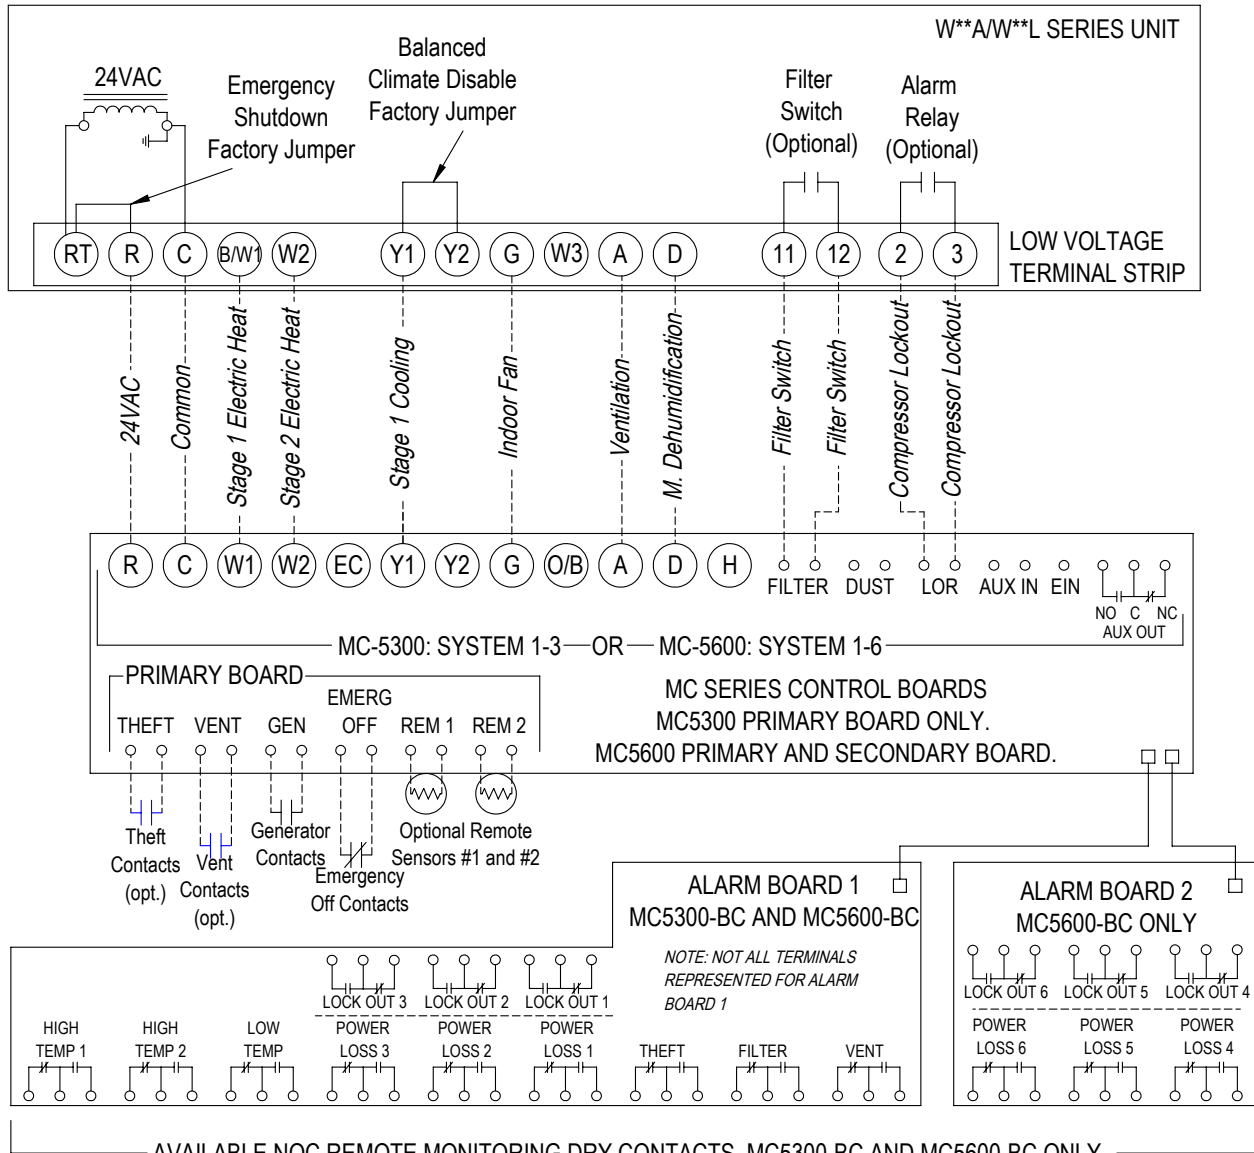 W**A/W**L SERIES UNIT
24VAC
Emergency
Shutdown
Factory Jumper
Balanced
Climate Disable
Factory Jumper
Filter
Switch
(Optional)
Alarm
Relay
(Optional)
RT R C B/W1 W2 Y1 Y2 G W3 A D 11 12 2 3
LOW VOLTAGE
TERMINAL STRIP
24VAC
Common
Stage 1 Electric Heat
Stage 2 Electric Heat
Stage 1 Cooling
Indoor Fan
Ventilation
M. Dehumidification
Filter Switch
Filter Switch
Compressor Lockout
Compressor Lockout
R C W1 W2 EC Y1 Y2 G O/B A D H
FILTER DUST LOR AUX IN EIN
NO C NC
AUX OUT
MC-5300: SYSTEM 1-3 OR MC-5600: SYSTEM 1-6
PRIMARY BOARD
THEFT VENT GEN EMERG OFF REM 1 REM 2
MC SERIES CONTROL BOARDS
MC5300 PRIMARY BOARD ONLY.
MC5600 PRIMARY AND SECONDARY BOARD.
Theft
Contacts
(opt.)
Vent
Contacts
(opt.)
Generator
Contacts
Emergency
Off Contacts
Optional Remote
Sensors #1 and #2
ALARM BOARD 1
MC5300-BC AND MC5600-BC
NOTE: NOT ALL TERMINALS
REPRESENTED FOR ALARM
BOARD 1
ALARM BOARD 2
MC5600-BC ONLY
LOCK OUT 3 LOCK OUT 2 LOCK OUT 1
HIGH
TEMP 1
HIGH
TEMP 2
LOW
TEMP
POWER
LOSS 3
POWER
LOSS 2
POWER
LOSS 1
THEFT
FILTER
VENT
LOCK OUT 6 LOCK OUT 5 LOCK OUT 4
POWER
LOSS 6
POWER
LOSS 5
POWER
LOSS 4
AVAILABLE NOC REMOTE MONITORING DRY CONTACTS MC5300-BC AND MC5600-BC ONLY